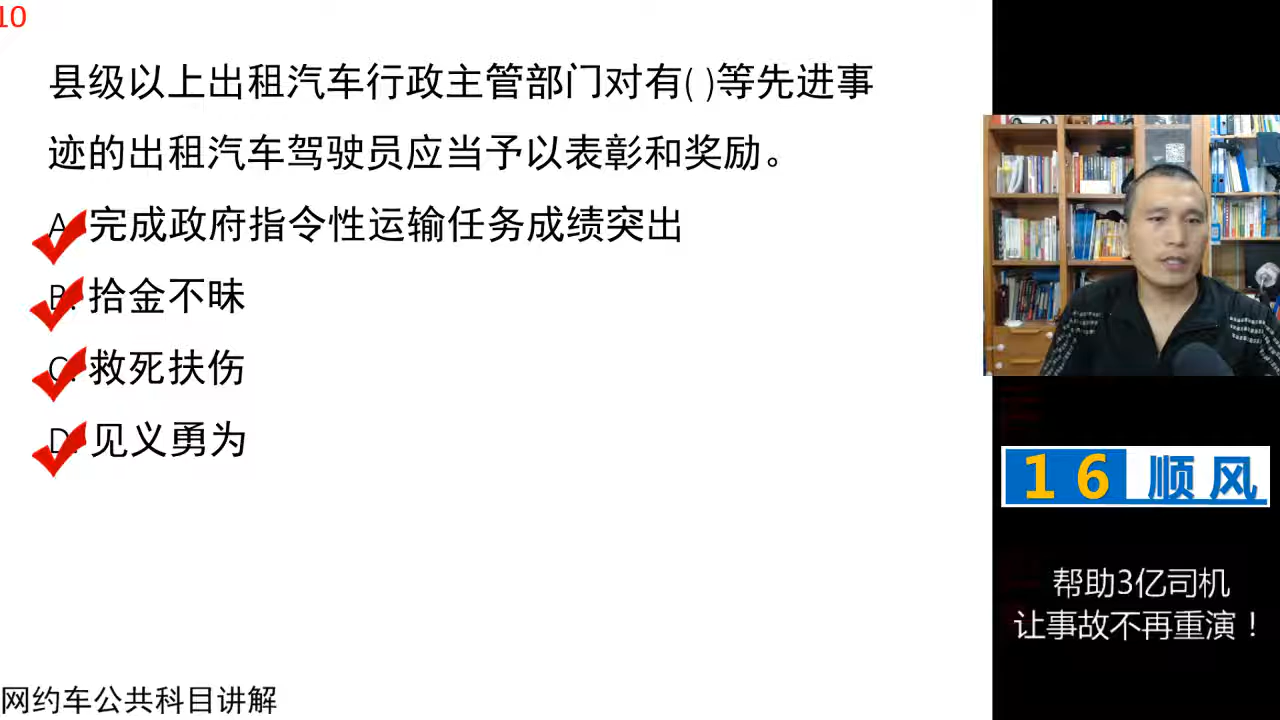 10
县级以上出租汽车行政主管部门对有( )等先进事
迹的出租汽车驾驶员应当予以表彰和奖励。
A. 完成政府指令性运输任务成绩突出
B. 拾金不昧
C. 救死扶伤
D. 见义勇为
16顺风
帮助3亿司机
让事故不再重演！
网约车公共科目讲解